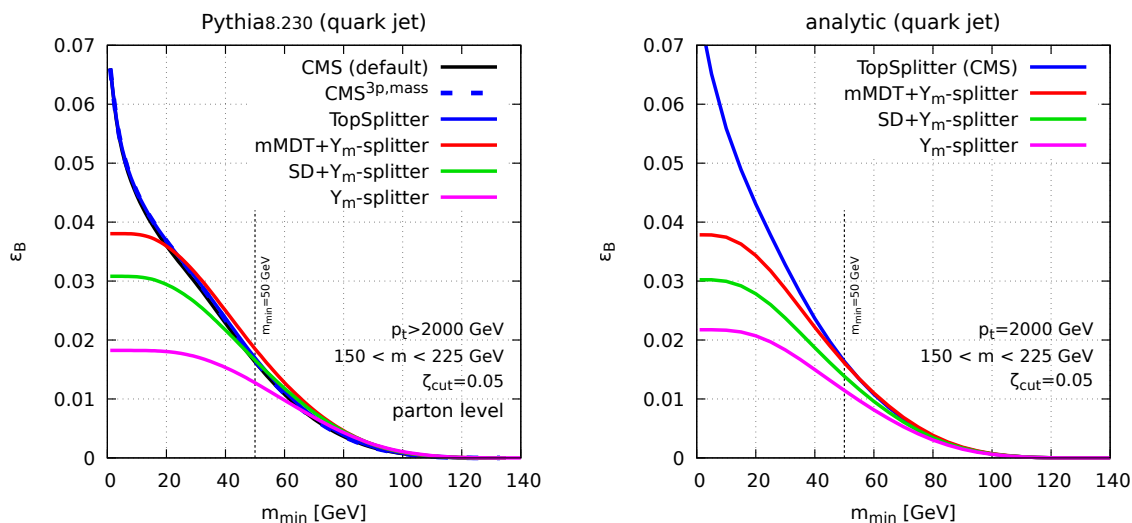 Pythia8.230 (quark jet)
0.07
0.06
0.05
0.04
0.03
0.02
0.01
0
ε_B
CMS (default)
CMS^3p,mass
TopSplitter
mMDT+Y_m-splitter
SD+Y_m-splitter
Y_m-splitter
m_min=50 GeV
p_t>2000 GeV
150 < m < 225 GeV
ζ_cut=0.05
parton level
0 20 40 60 80 100 120 140
m_min [GeV]
analytic (quark jet)
0.07
0.06
0.05
0.04
0.03
0.02
0.01
0
ε_B
TopSplitter (CMS)
mMDT+Y_m-splitter
SD+Y_m-splitter
Y_m-splitter
m_min=50 GeV
p_t=2000 GeV
150 < m < 225 GeV
ζ_cut=0.05
0 20 40 60 80 100 120 140
m_min [GeV]